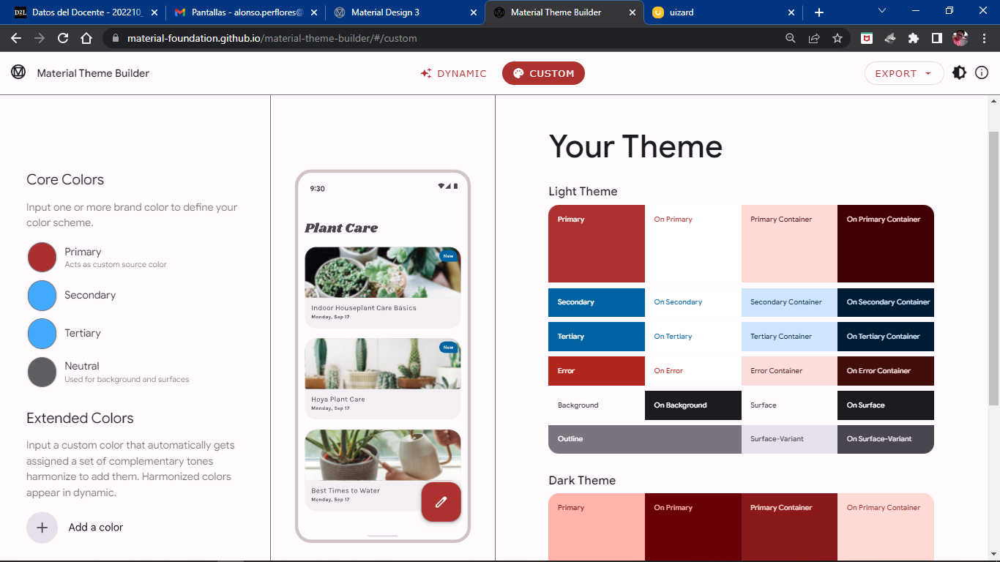 Datos del Docente - 202210_
Pantallas - alonso.perflores@
Material Design 3
Material Theme Builder
uizard
material-foundation.github.io/material-theme-builder/#/custom
Material Theme Builder
DYNAMIC
CUSTOM
EXPORT
Core Colors
Input one or more brand color to define your
color scheme.
Primary
Acts as custom source color
Secondary
Tertiary
Neutral
Used for background and surfaces
Extended Colors
Input a custom color that automatically gets
assigned a set of complementary tones
harmonize to add them. Harmonized colors
appear in dynamic.
Add a color
9:30
Plant Care
New
Indoor Houseplant Care Basics
Monday, Sep 17
New
Hoya Plant Care
Monday, Sep 17
Best Times to Water
Monday, Sep 17
Your Theme
Light Theme
Primary
On Primary
Primary Container
On Primary Container
Secondary
On Secondary
Secondary Container
On Secondary Container
Tertiary
On Tertiary
Tertiary Container
On Tertiary Container
Error
On Error
Error Container
On Error Container
Background
On Background
Surface
On Surface
Outline
Surface-Variant
On Surface-Variant
Dark Theme
Primary
On Primary
Primary Container
On Primary Container